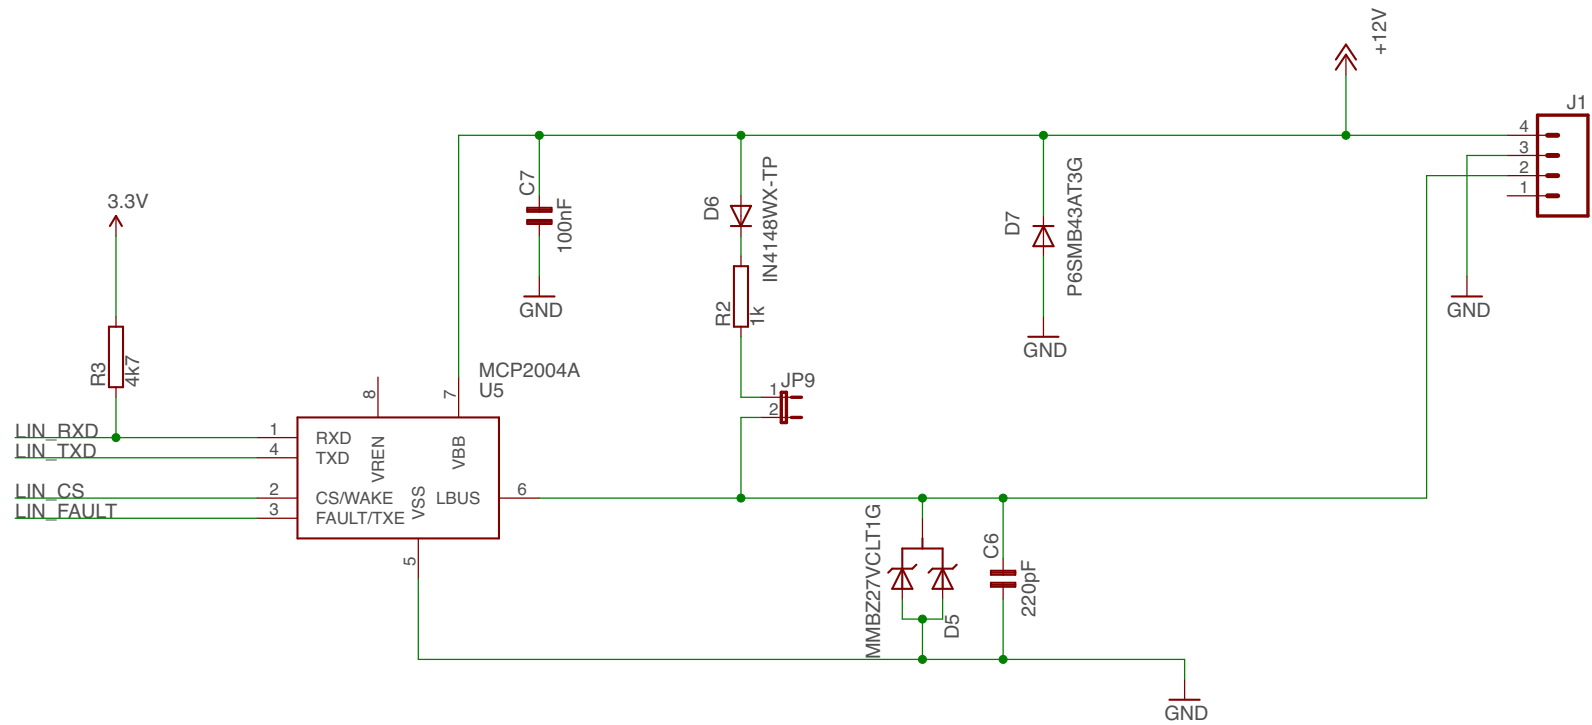 +12V
J1
4
3
2
1
C7
100nF
GND
D6
IN4148WX-TP
R2
1k
D7
P6SMB43AT3G
GND
GND
3.3V
R3
4k7
JP9
1
2
MCP2004A
U5
8
7
LIN_RXD
1
RXD
LIN_TXD
4
TXD
VREN
VBB
LIN_CS
2
CS/WAKE
VSS
LBUS
6
LIN_FAULT
3
FAULT/TXE
5
MMBZ27VCLT1G
D5
C6
220pF
GND